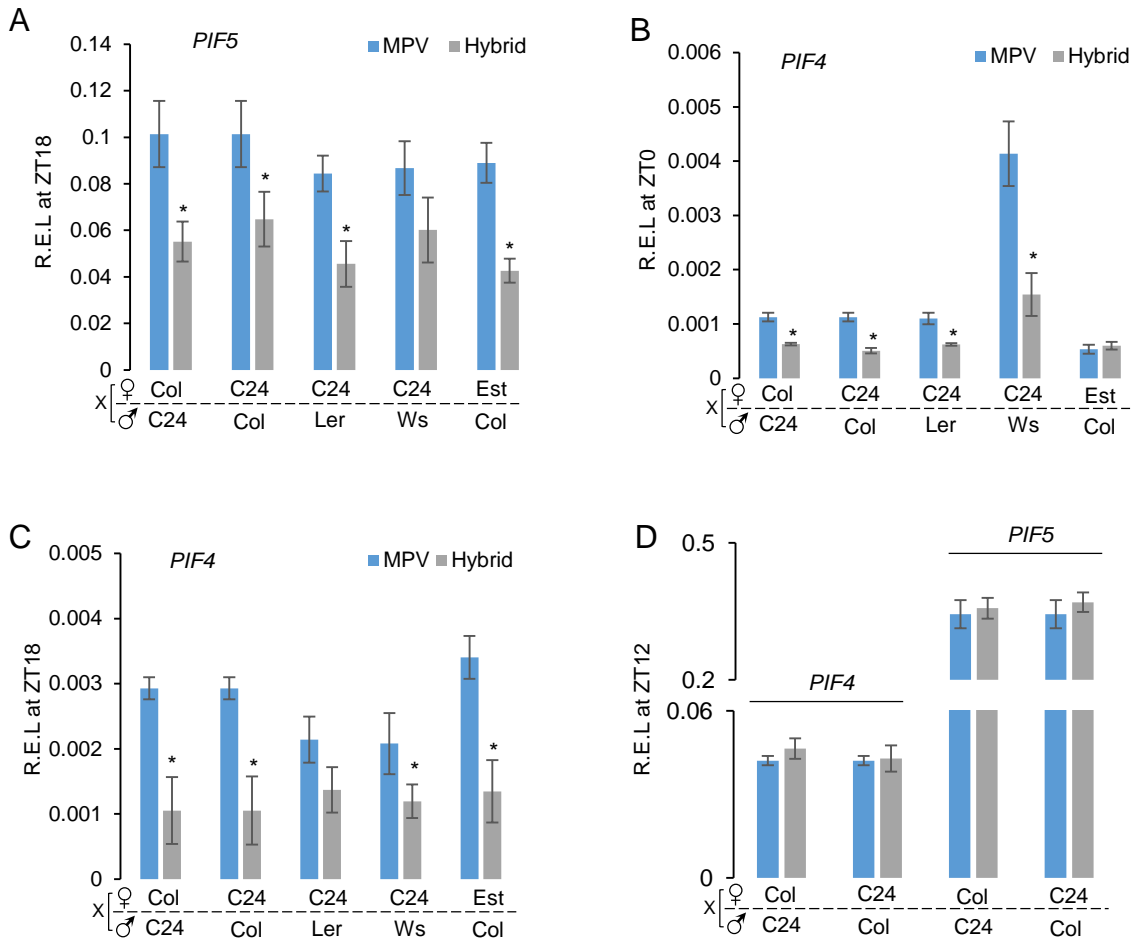 A
PIF5
MPV Hybrid
R.E.L at ZT18
0.14
0.12
0.1
0.08
0.06
0.04
0.02
0
* * * *
X ♀ Col C24 C24 C24 Est
♂ C24 Col Ler Ws Col
B
PIF4
MPV Hybrid
R.E.L at ZT0
0.006
0.005
0.004
0.003
0.002
0.001
0
* * * *
X ♀ Col C24 C24 C24 Est
♂ C24 Col Ler Ws Col
C
PIF4
MPV Hybrid
R.E.L at ZT18
0.005
0.004
0.003
0.002
0.001
0
* * * *
X ♀ Col C24 C24 C24 Est
♂ C24 Col Ler Ws Col
D
PIF5
PIF4
R.E.L at ZT12
0.5
0.2
0.06
0
X ♀ Col C24 Col C24
♂ C24 Col C24 Col